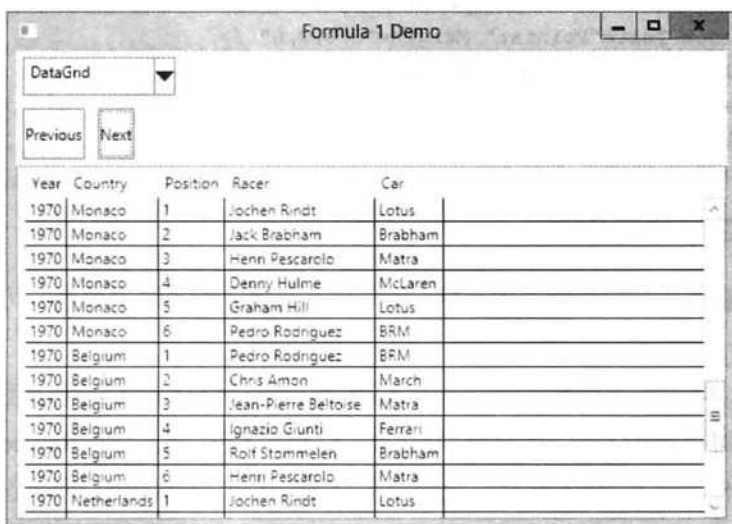 Formula 1 Demo
DataGrid
Previous Next
Year Country Position Racer Car
1970 Monaco 1 Jochen Rindt Lotus
1970 Monaco 2 Jack Brabham Brabham
1970 Monaco 3 Henri Pescarolo Matra
1970 Monaco 4 Denny Hulme McLaren
1970 Monaco 5 Graham Hill Lotus
1970 Monaco 6 Pedro Rodriguez BRM
1970 Belgium 1 Pedro Rodriguez BRM
1970 Belgium 2 Chris Amon March
1970 Belgium 3 Jean-Pierre Beltoise Matra
1970 Belgium 4 Ignazio Giunti Ferrari
1970 Belgium 5 Rolf Stommelen Brabham
1970 Belgium 6 Henri Pescarolo Matra
1970 Netherlands 1 Jochen Rindt Lotus